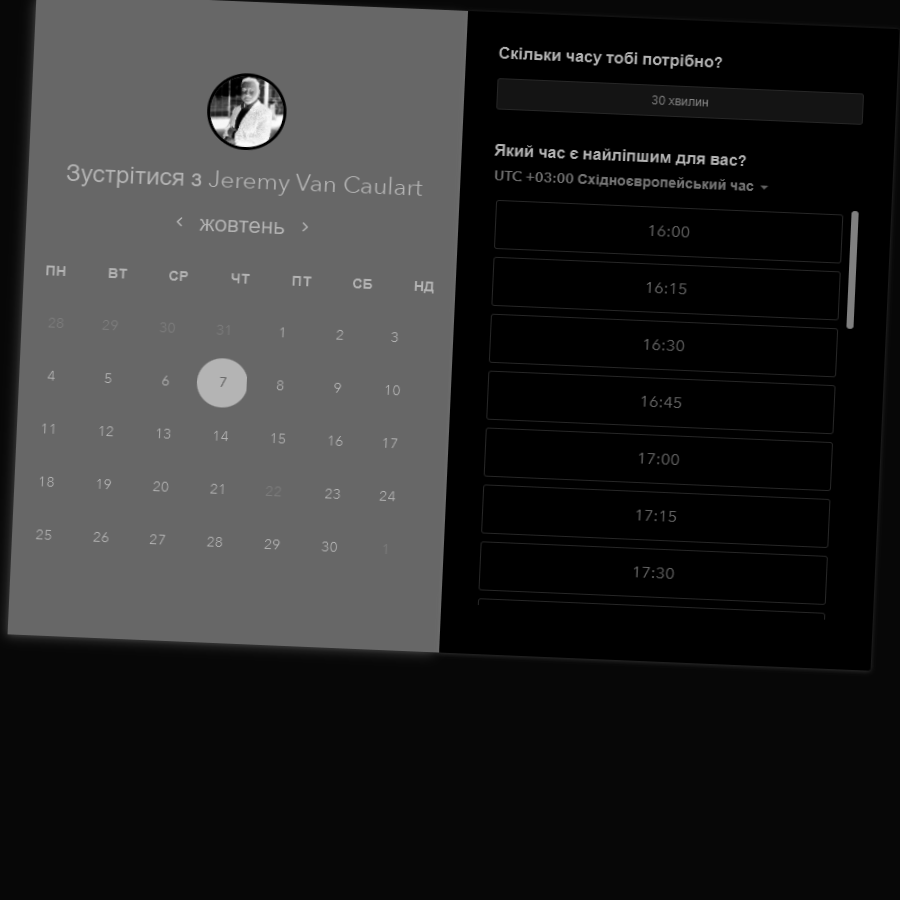 Зустрітися з Jeremy Van Caulart
< жовтень >
ПН ВТ СР ЧТ ПТ СБ НД
28 29 30 31 1 2 3
4 5 6 7 8 9 10
11 12 13 14 15 16 17
18 19 20 21 22 23 24
25 26 27 28 29 30 1
Скільки часу тобі потрібно?
30 хвилин
Який час є найліпшим для вас?
UTC +03:00 Східноєвропейський час
16:00
16:15
16:30
16:45
17:00
17:15
17:30